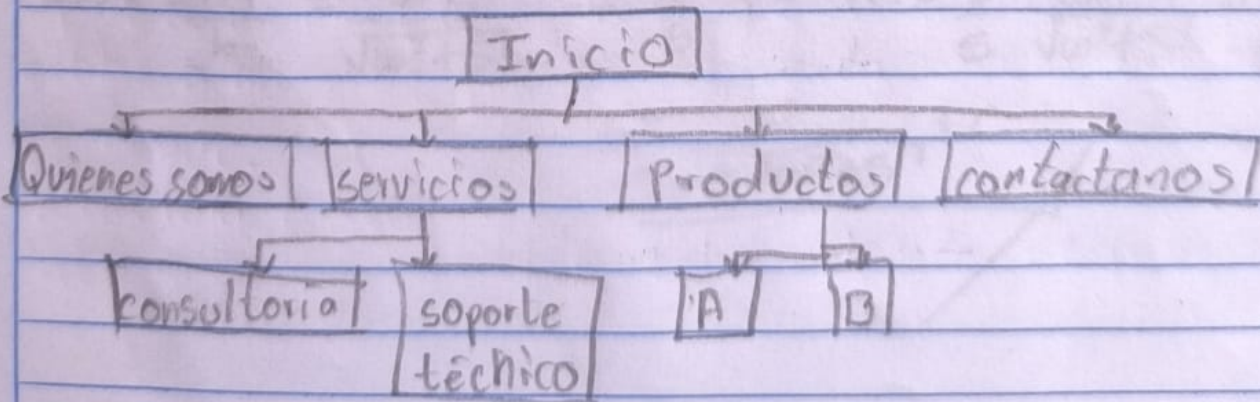 Inicio
Quienes somos
servicios
Productos
contactanos
consultoria
soporte
técnico
A
B